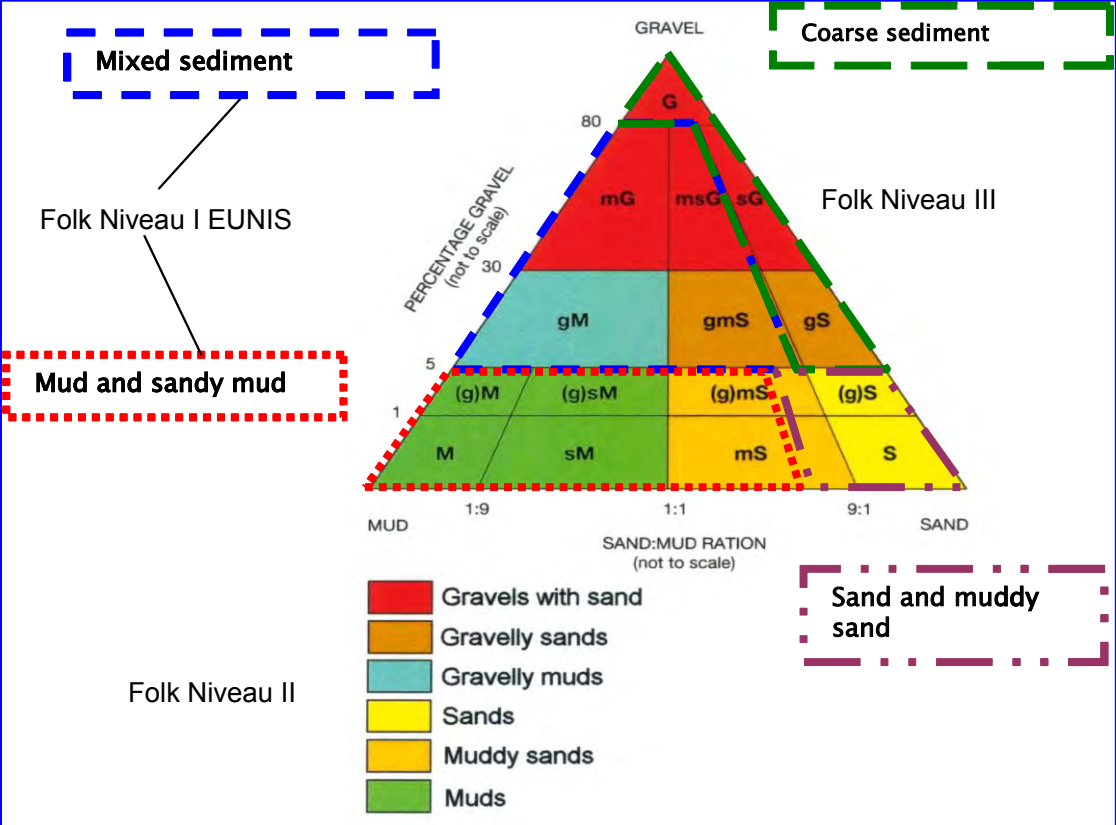 Mixed sediment
GRAVEL
Coarse sediment
G
80
PERCENTAGE GRAVEL
(not to scale)
mG
msG
sG
Folk Niveau III
Folk Niveau I EUNIS
30
gM
gmS
gS
5
Mud and sandy mud
(g)M
(g)sM
(g)mS
(g)S
1
M
sM
mS
S
MUD
1:9
1:1
9:1
SAND
SAND:MUD RATION
(not to scale)
Gravels with sand
Gravelly sands
Gravelly muds
Sands
Muddy sands
Muds
Sand and muddy
sand
Folk Niveau II